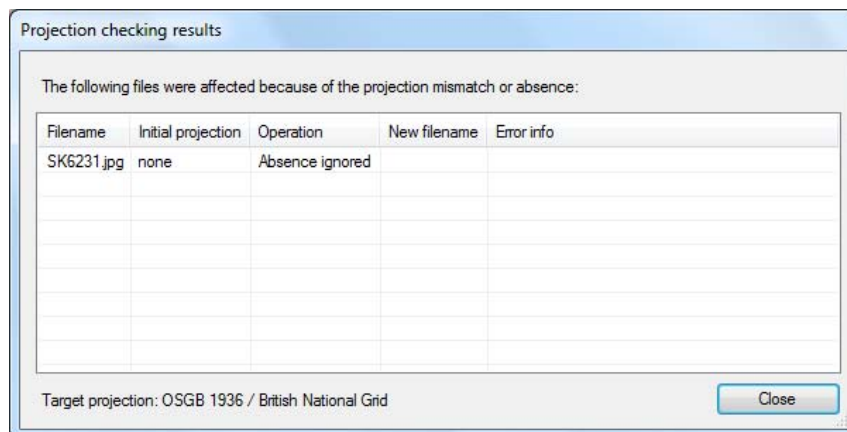 Projection checking results
The following files were affected because of the projection mismatch or absence:
Filename Initial projection Operation New filename Error info
SK6231.jpg none Absence ignored
Target projection: OSGB 1936 / British National Grid
Close